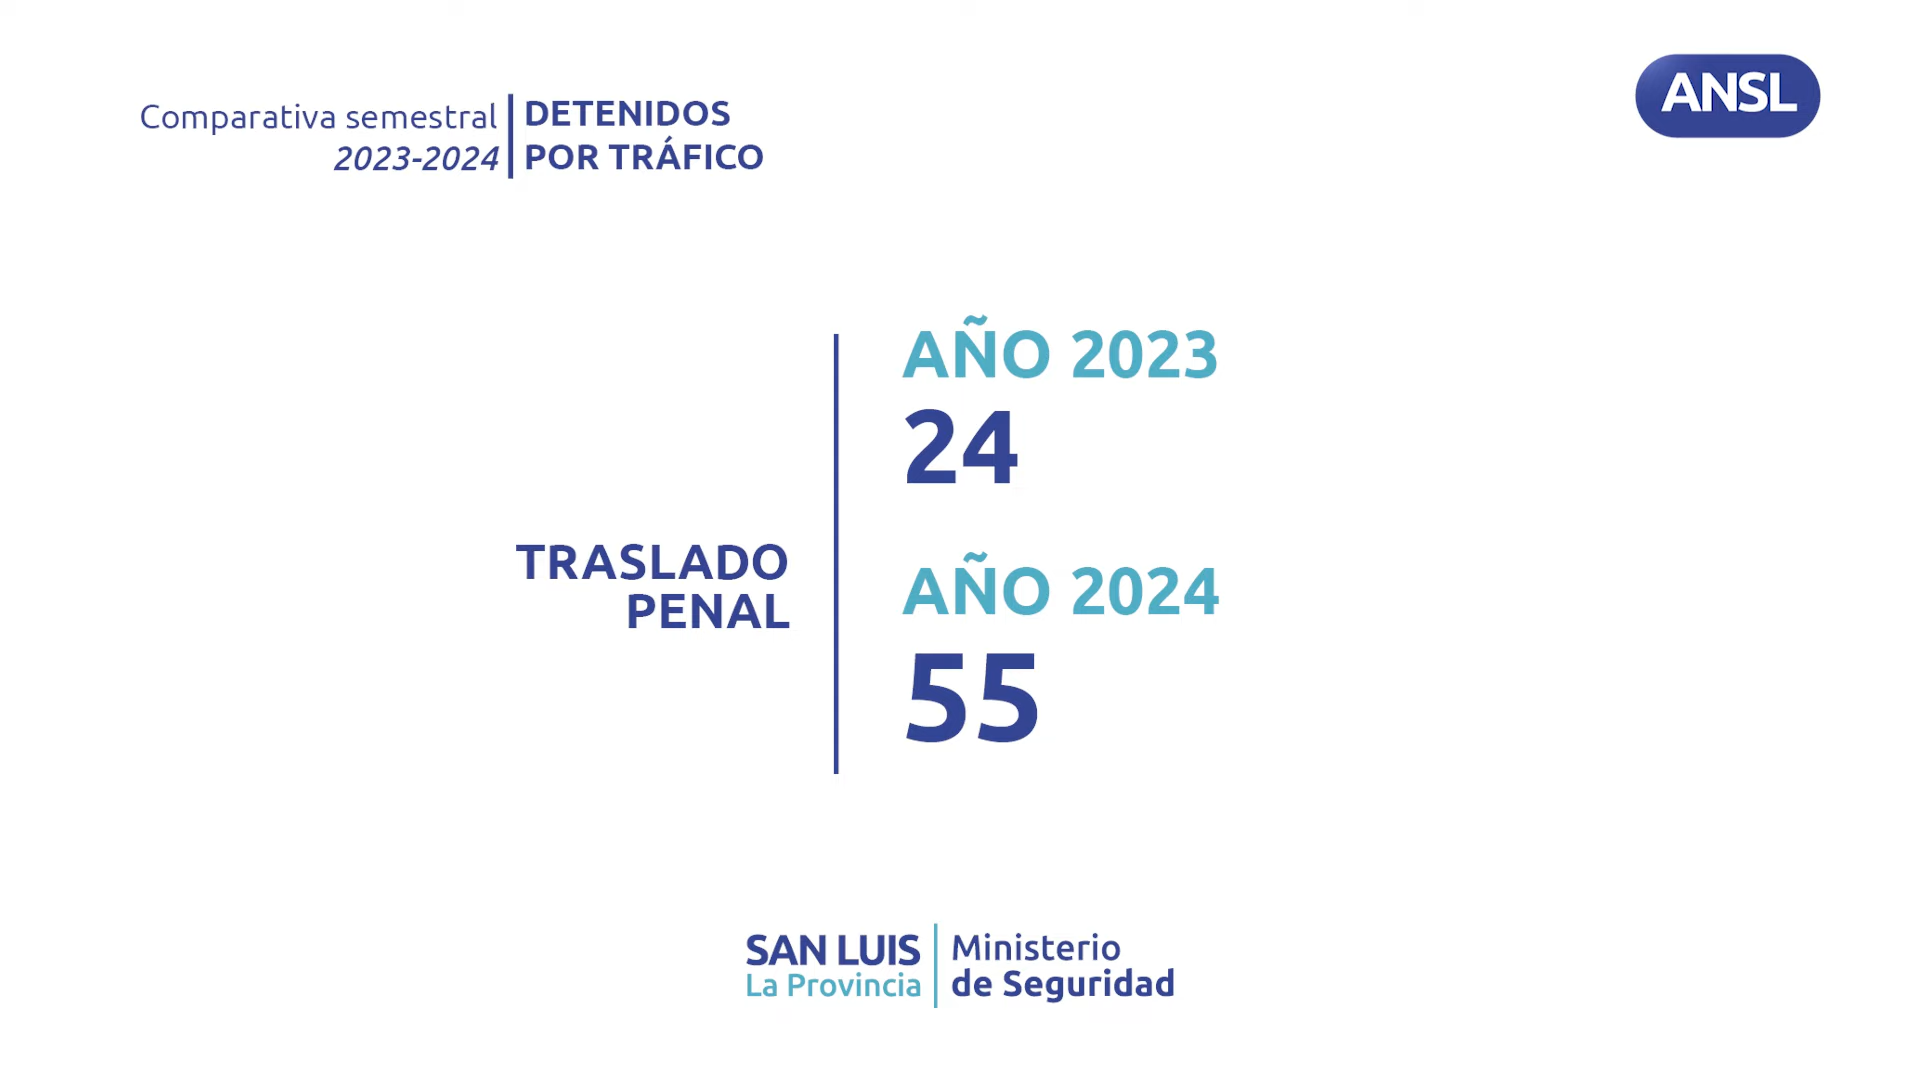 Comparativa semestral
2023-2024
DETENIDOS
POR TRÁFICO
ANSL
TRASLADO
PENAL
AÑO 2023
24
AÑO 2024
55
SAN LUIS
La Provincia
Ministerio
de Seguridad